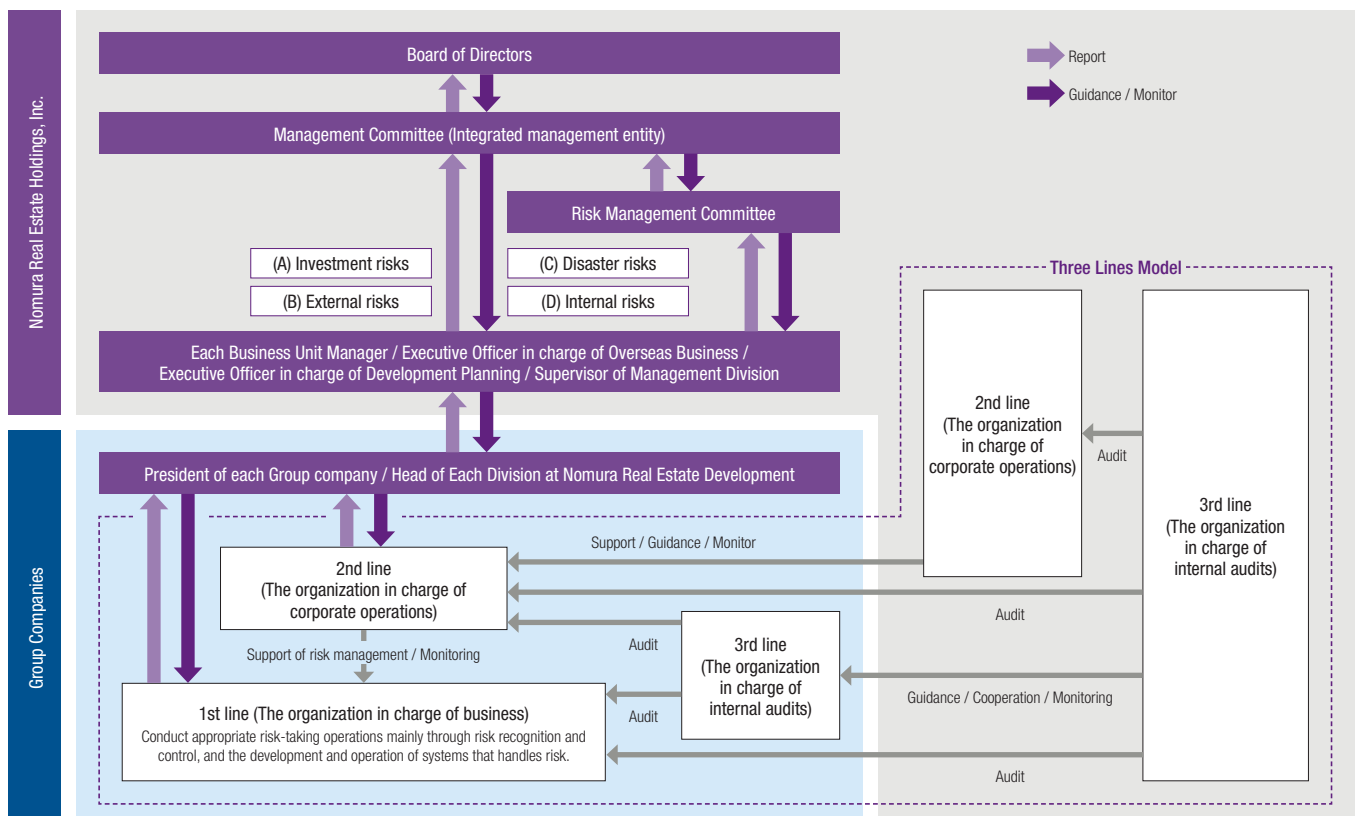 Nomura Real Estate Holdings, Inc.
Board of Directors
Report
Guidance / Monitor
Management Committee (Integrated management entity)
Risk Management Committee
(A) Investment risks
(B) External risks
(C) Disaster risks
(D) Internal risks
Three Lines Model
Each Business Unit Manager / Executive Officer in charge of Overseas Business /
Executive Officer in charge of Development Planning / Supervisor of Management Division
2nd line
(The organization
in charge of
corporate operations)
Audit
3rd line
(The organization
in charge of
internal audits)
Group Companies
President of each Group company / Head of Each Division at Nomura Real Estate Development
Support / Guidance / Monitor
2nd line
(The organization in charge of
corporate operations)
Audit
Audit
Support of risk management / Monitoring
3rd line
(The organization
in charge of
internal audits)
Guidance / Cooperation / Monitoring
1st line (The organization in charge of business)
Conduct appropriate risk-taking operations mainly through risk recognition and
control, and the development and operation of systems that handles risk.
Audit
Audit